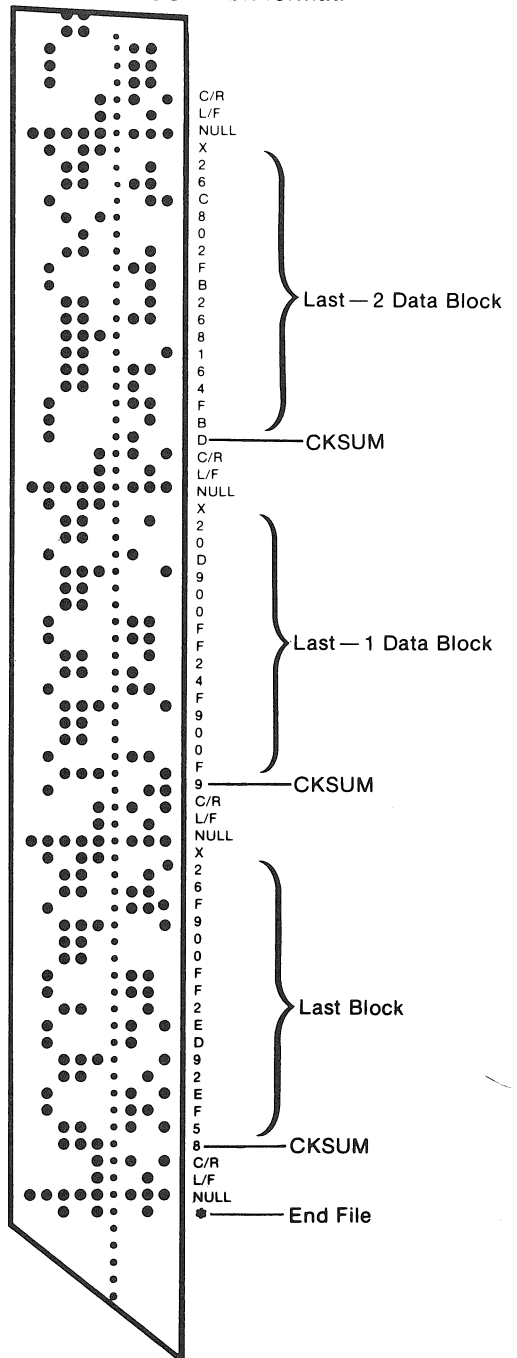 C/R
L/F
NULL
X
2
6
C
8
0
2
F
B
2
6
8
1
6
4
F
B
Last — 2 Data Block
D
CKSUM
C/R
L/F
NULL
X
2
0
D
9
0
0
F
F
2
4
F
9
0
0
F
Last — 1 Data Block
9
CKSUM
C/R
L/F
NULL
X
2
6
F
9
0
0
F
F
2
E
D
9
2
E
F
5
Last Block
8
CKSUM
C/R
L/F
NULL
*
End File